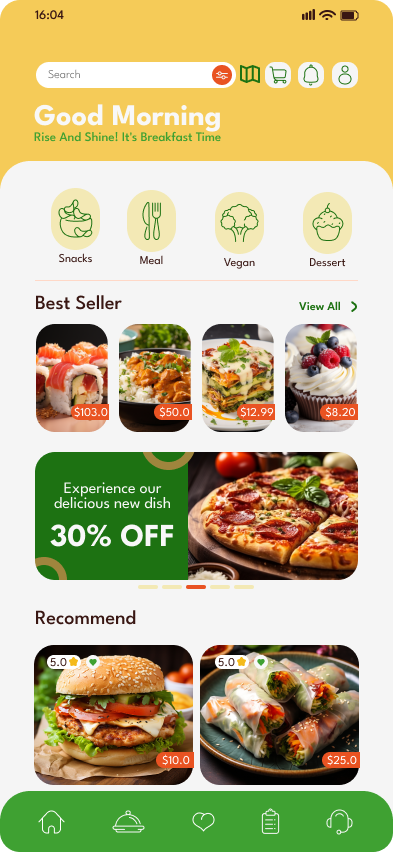 16:04
Search
Good Morning
Rise And Shine! It's Breakfast Time
Snacks
Meal
Vegan
Dessert
Best Seller
View All
$103.0
$50.0
$12.99
$8.20
Experience our
delicious new dish
30% OFF
Recommend
5.0
5.0
$10.0
$25.0